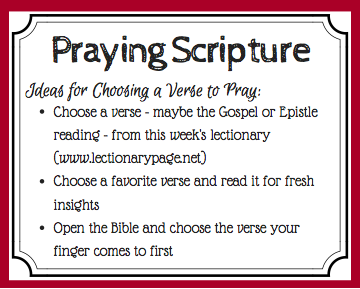 Praying Scripture
Ideas for Choosing a Verse to Pray:
• Choose a verse - maybe the Gospel or Epistle
reading - from this week's lectionary
(www.lectionarypage.net)
• Choose a favorite verse and read it for fresh
insights
• Open the Bible and choose the verse your
finger comes to first